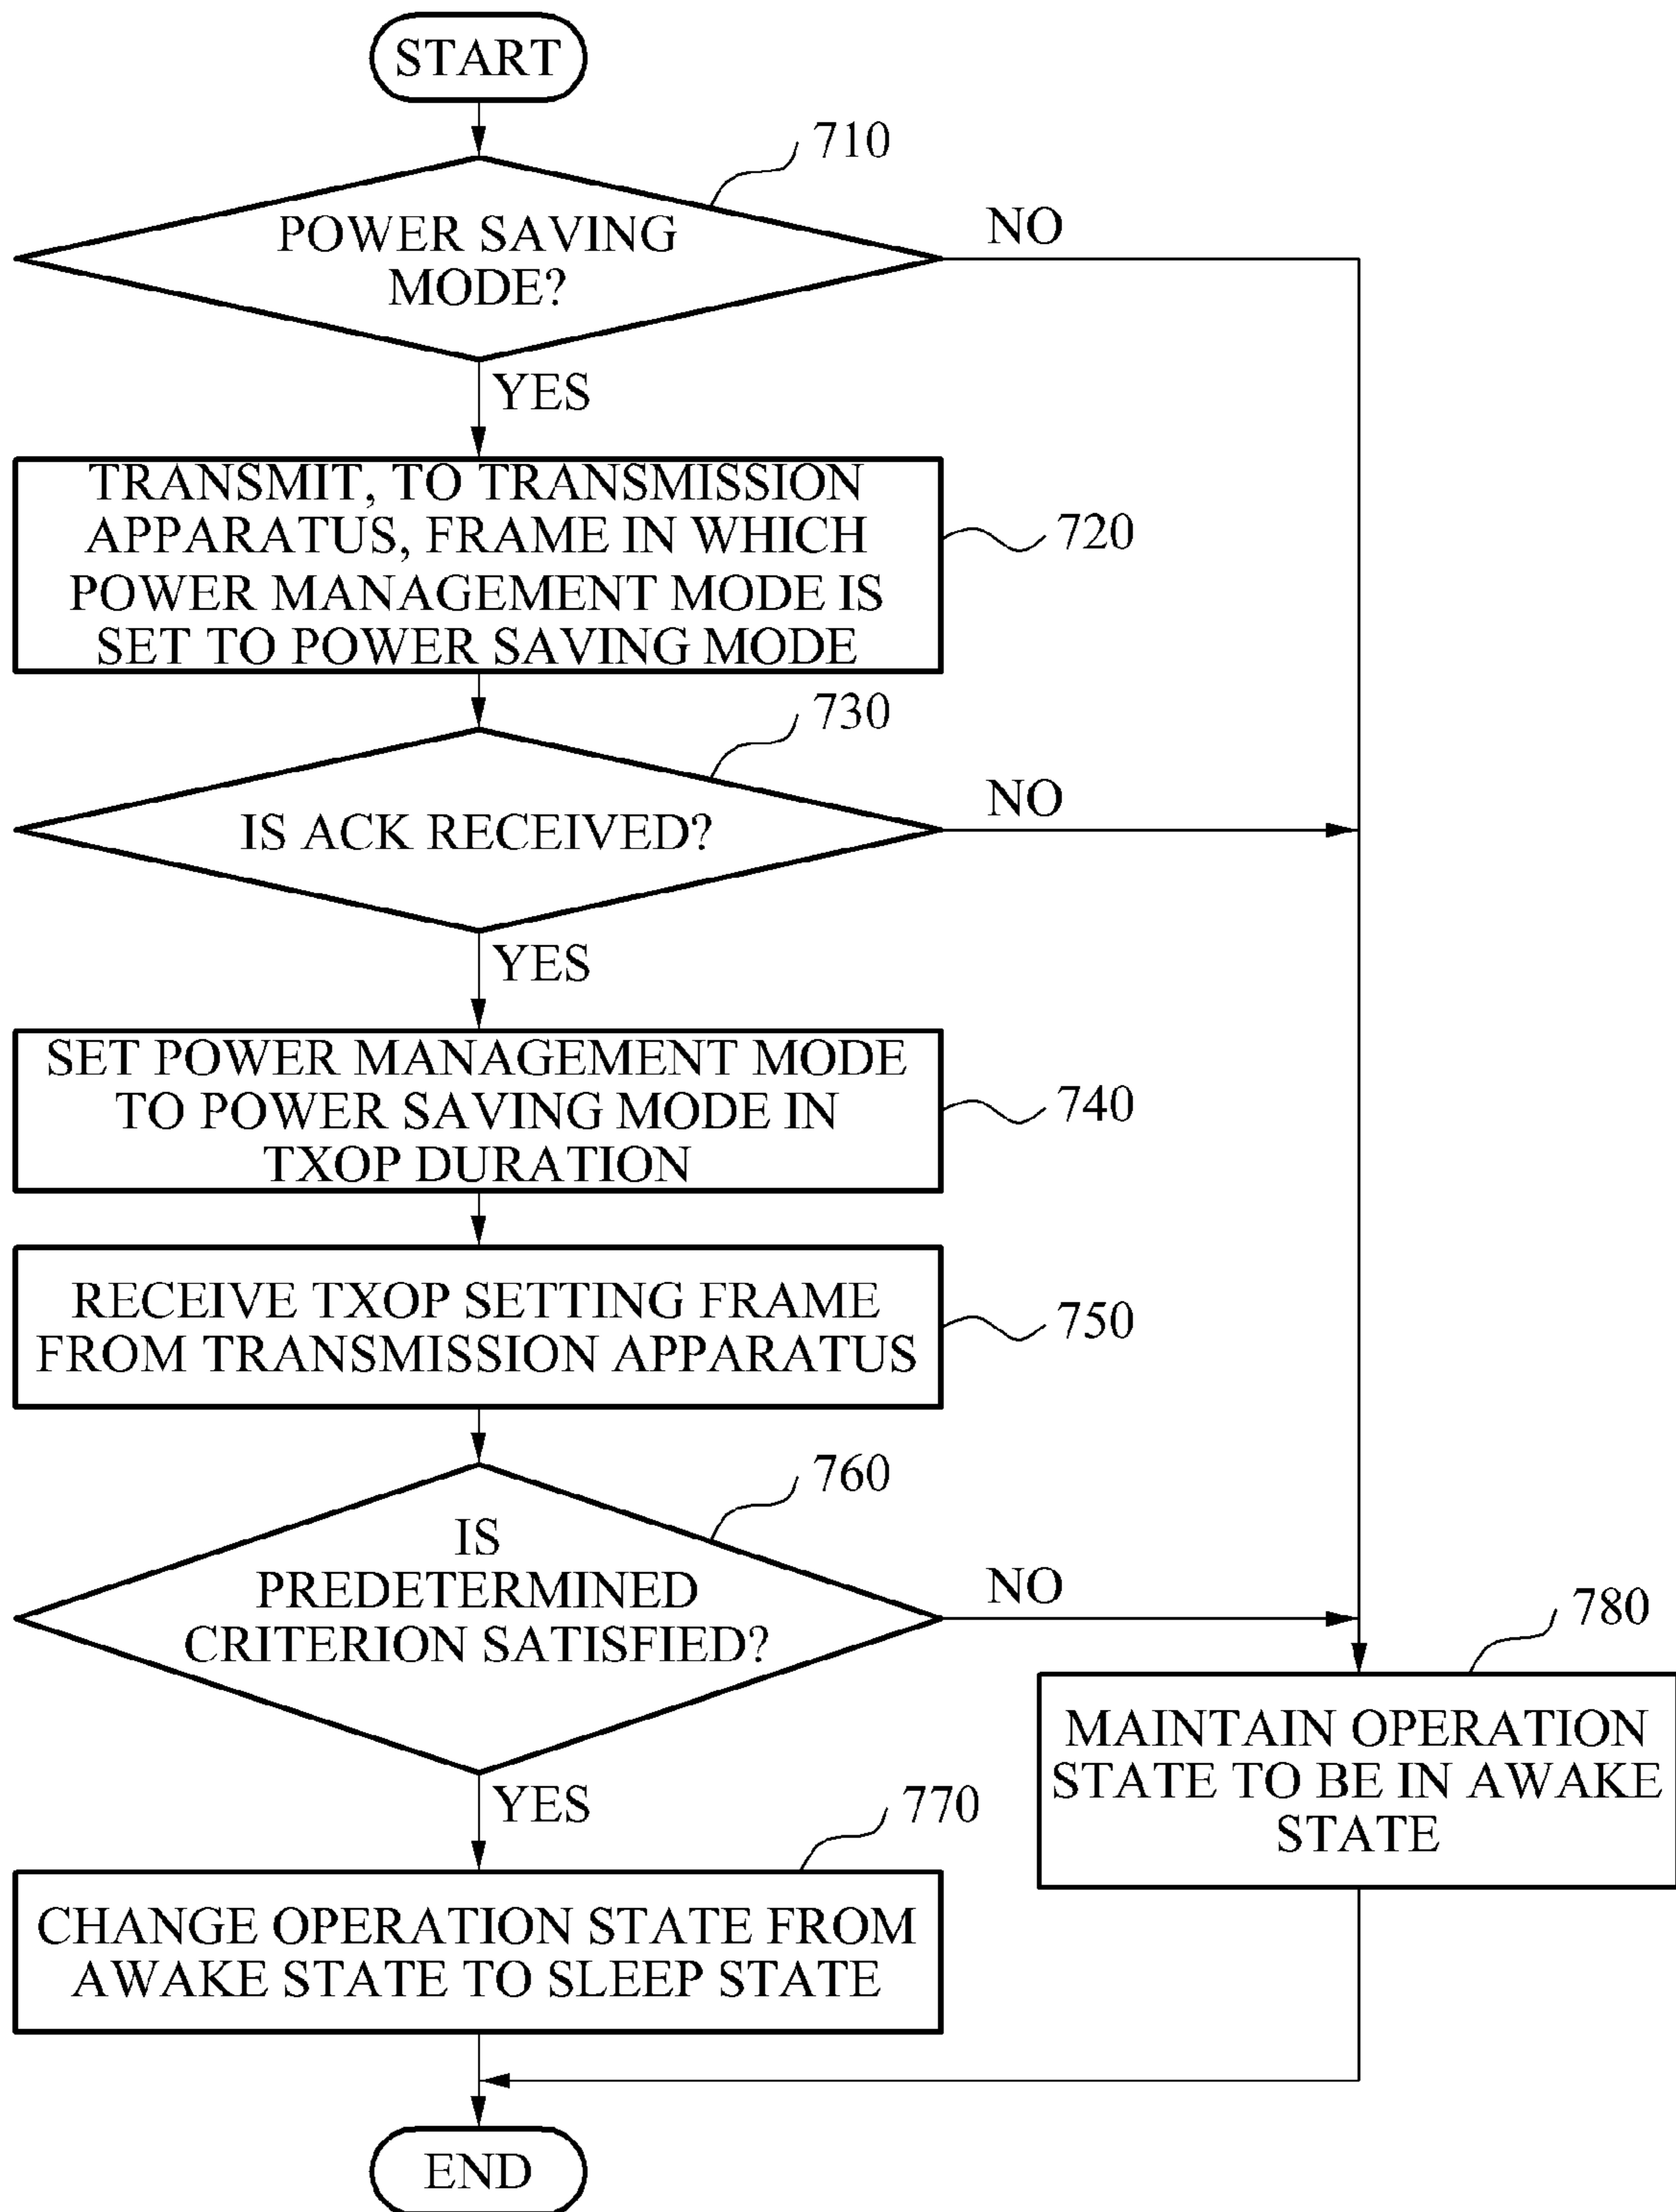 START
710
POWER SAVING
MODE?
NO
YES
TRANSMIT, TO TRANSMISSION
APPARATUS, FRAME IN WHICH
POWER MANAGEMENT MODE IS
SET TO POWER SAVING MODE
720
730
IS ACK RECEIVED?
NO
YES
SET POWER MANAGEMENT MODE
TO POWER SAVING MODE IN
TXOP DURATION
740
RECEIVE TXOP SETTING FRAME
FROM TRANSMISSION APPARATUS
750
760
IS
PREDETERMINED
CRITERION SATISFIED?
NO
YES
780
MAINTAIN OPERATION
STATE TO BE IN AWAKE
STATE
770
CHANGE OPERATION STATE FROM
AWAKE STATE TO SLEEP STATE
END